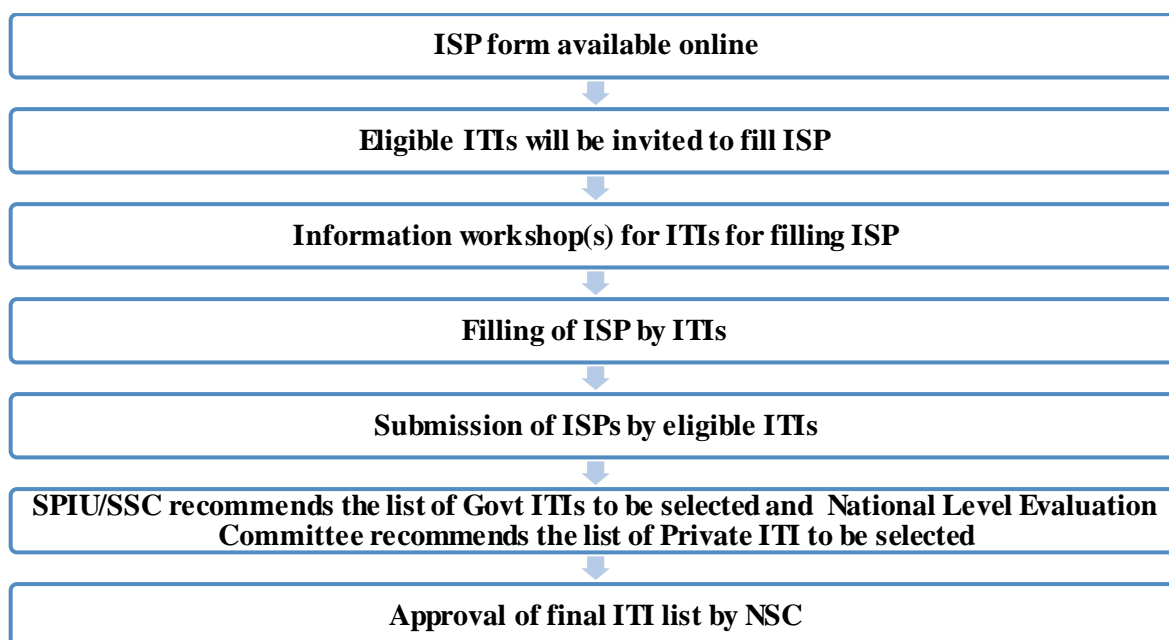 ISP form available online
Eligible ITIs will be invited to fill ISP
Information workshop(s) for ITIs for filling ISP
Filling of ISP by ITIs
Submission of ISPs by eligible ITIs
SPIU/SSC recommends the list of Govt ITIs to be selected and National Level Evaluation
Committee recommends the list of Private ITI to be selected
Approval of final ITI list by NSC